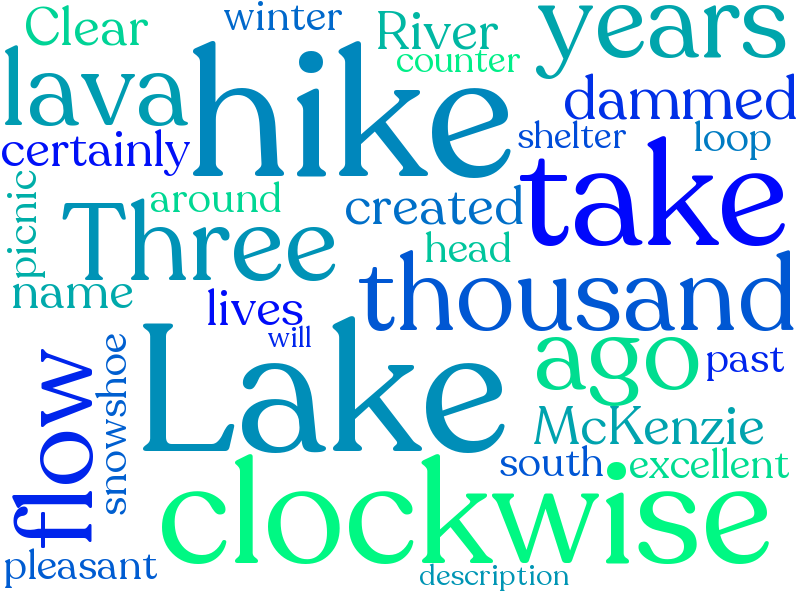 Clear
winter
River
years
counter
lava
hike
dammed
certainly
shelter
loop
take
picnic
around
Three
created
head
name
lives
thousand
will
Lake
ago
past
flow
snowshoe
McKenzie
south
excellent
clockwise
pleasant
description